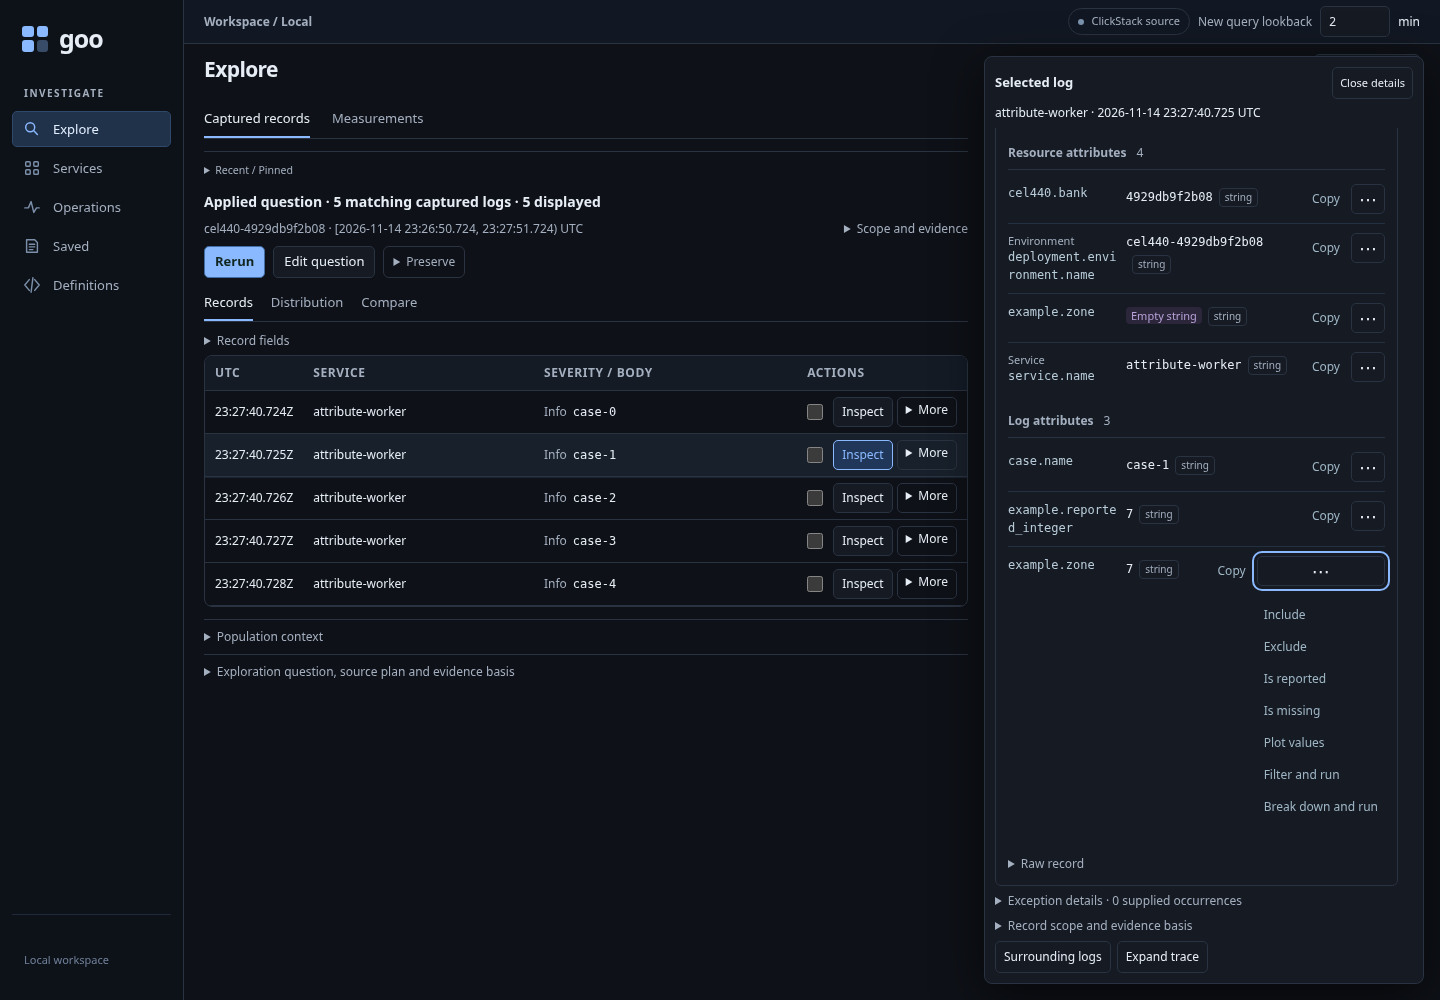 goo
INVESTIGATE
Explore
Services
Operations
Saved
Definitions
Local workspace
Workspace / Local
ClickStack source
New query lookback
2
min
Explore
Captured records
Measurements
Recent / Pinned
Applied question · 5 matching captured logs · 5 displayed
cel440-4929db9f2b08 · [2026-11-14 23:26:50.724, 23:27:51.724) UTC
Scope and evidence
Rerun
Edit question
Preserve
Records
Distribution
Compare
Record fields
UTC SERVICE SEVERITY / BODY ACTIONS
23:27:40.724Z attribute-worker Info case-0 Inspect More
23:27:40.725Z attribute-worker Info case-1 Inspect More
23:27:40.726Z attribute-worker Info case-2 Inspect More
23:27:40.727Z attribute-worker Info case-3 Inspect More
23:27:40.728Z attribute-worker Info case-4 Inspect More
Population context
Exploration question, source plan and evidence basis
Selected log
Close details
attribute-worker · 2026-11-14 23:27:40.725 UTC
Resource attributes 4
cel440.bank 4929db9f2b08 string Copy ···
Environment
deployment.envi
ronment.name
cel440-4929db9f2b08
string
Copy ···
example.zone Empty string string Copy ···
Service
service.name
attribute-worker string Copy ···
Log attributes 3
case.name case-1 string Copy ···
example.reporte
d_integer
7 string Copy ···
example.zone 7 string Copy ···
Include
Exclude
Is reported
Is missing
Plot values
Filter and run
Break down and run
Raw record
Exception details · 0 supplied occurrences
Record scope and evidence basis
Surrounding logs
Expand trace